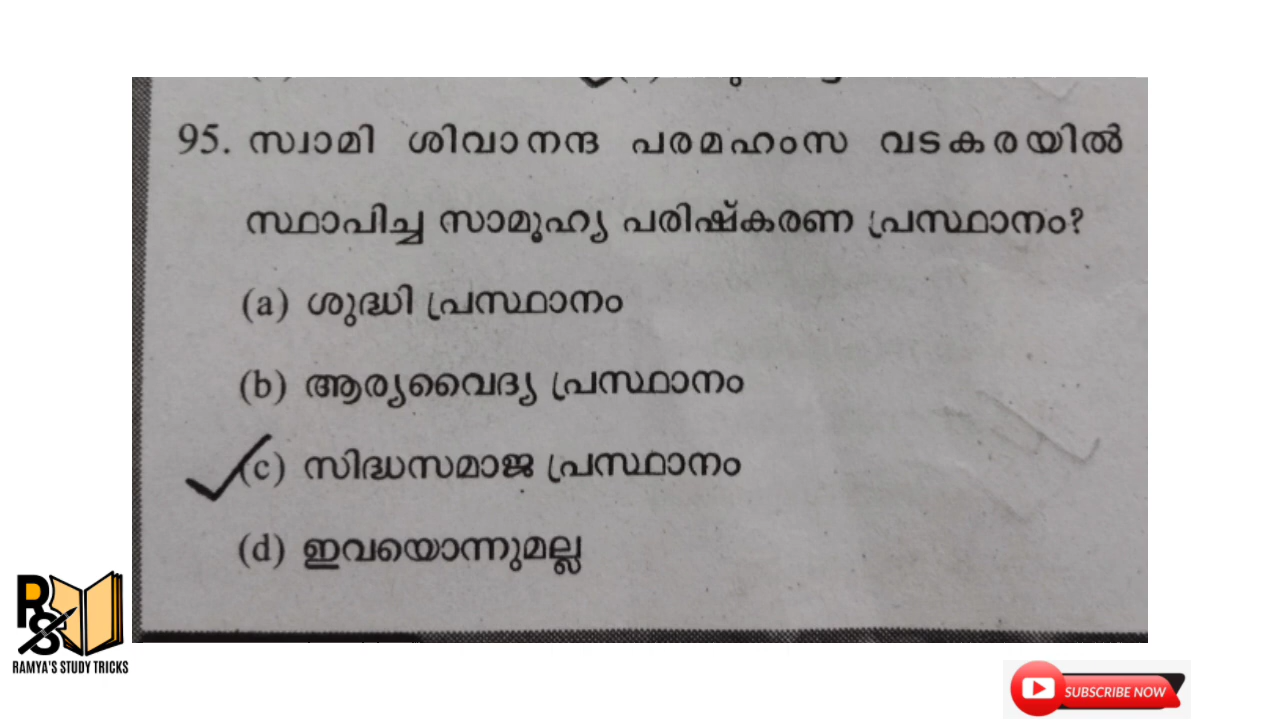 95. സ്വാമി ശിവാനന്ദ പരമഹംസ വടകരയിൽ
സ്ഥാപിച്ച സാമൂഹ്യ പരിഷ്കരണ പ്രസ്ഥാനം?
(a) ശുദ്ധി പ്രസ്ഥാനം
(b) ആര്യവൈദ്യ പ്രസ്ഥാനം
(c) സിദ്ധസമാജ പ്രസ്ഥാനം
(d) ഇവയൊന്നുമല്ല
RS
RAMYA'S STUDY TRICKS
SUBSCRIBE NOW